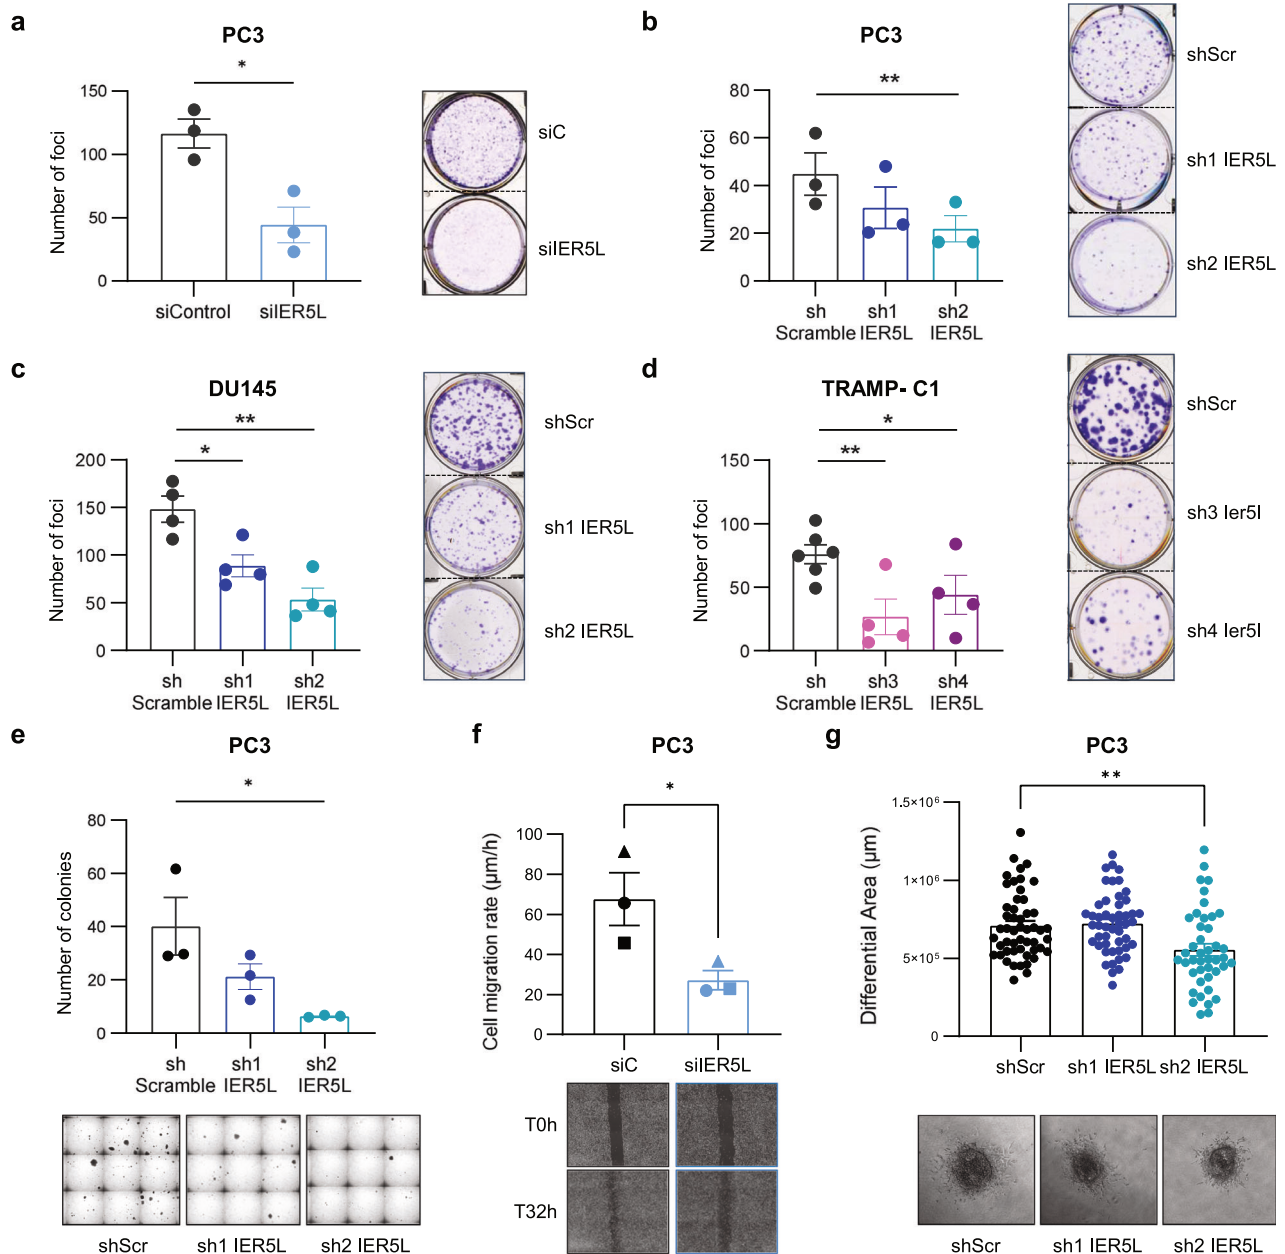 a
PC3
*
Number of foci
150
100
50
0
siControl
siIER5L
siC
siIER5L
b
PC3
**
Number of foci
80
60
40
20
0
sh
Scramble
sh1
IER5L
sh2
IER5L
shScr
sh1 IER5L
sh2 IER5L
c
DU145
**
*
Number of foci
200
150
100
50
0
sh
Scramble
sh1
IER5L
sh2
IER5L
shScr
sh1 IER5L
sh2 IER5L
d
TRAMP- C1
*
**
Number of foci
150
100
50
0
sh
Scramble
sh3
IER5L
sh4
IER5L
shScr
sh3 Ier5l
sh4 Ier5l
e
PC3
*
Number of colonies
80
60
40
20
0
sh
Scramble
sh1
IER5L
sh2
IER5L
shScr
sh1 IER5L
sh2 IER5L
f
PC3
*
Cell migration rate (µm/h)
100
80
60
40
20
0
siC
siIER5L
T0h
T32h
g
PC3
**
Differential Area (µm)
1.5×10⁶
1×10⁶
5×10⁵
0
shScr
sh1 IER5L
sh2 IER5L
shScr
sh1 IER5L
sh2 IER5L